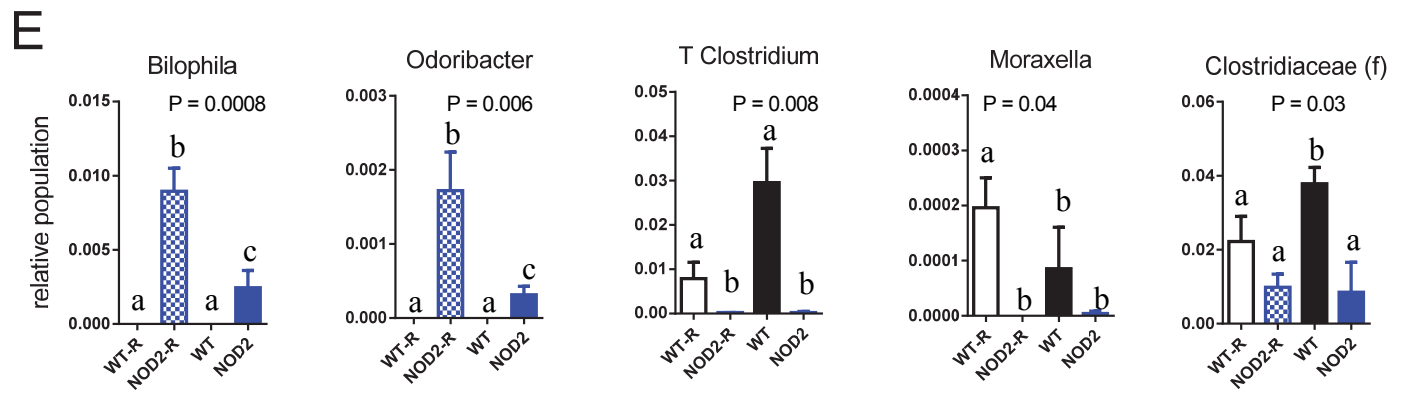 E
Bilophila
P = 0.0008
relative population
0.015
0.010
0.005
0.000
a
b
a
c
WT-R
NOD2-R
WT
NOD2
Odoribacter
P = 0.006
0.003
0.002
0.001
0.000
a
b
a
c
WT-R
NOD2-R
WT
NOD2
T Clostridium
P = 0.008
0.05
0.04
0.03
0.02
0.01
0.00
a
b
a
b
WT-R
NOD2-R
WT
NOD2
Moraxella
P = 0.04
0.0004
0.0003
0.0002
0.0001
0.0000
a
b
b
b
WT-R
NOD2-R
WT
NOD2
Clostridiaceae (f)
P = 0.03
0.06
0.04
0.02
0.00
a
a
b
a
WT-R
NOD2-R
WT
NOD2